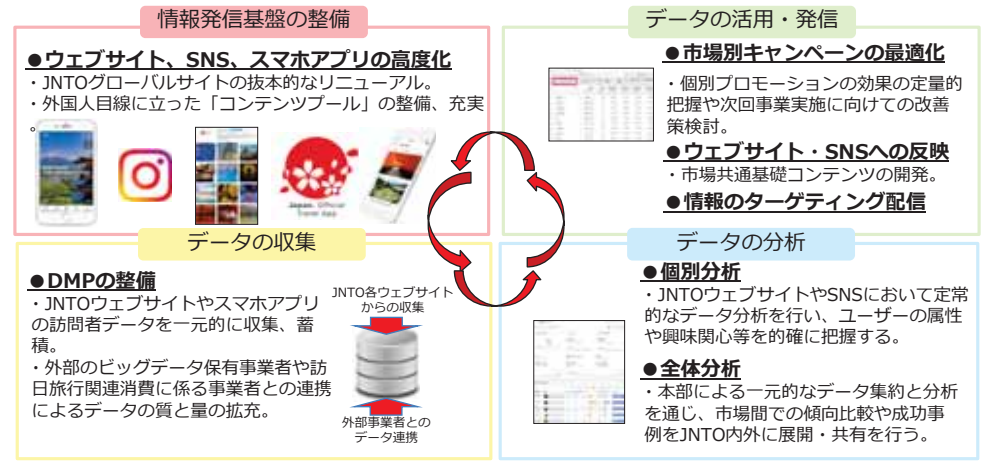 情報発信基盤の整備
●ウェブサイト、SNS、スマホアプリの高度化
・JNTOグローバルサイトの抜本的なリニューアル。
・外国人目線に立った「コンテンツプール」の整備、充実
。
Japan. Official
Travel App
データの活用・発信
●市場別キャンペーンの最適化
・個別プロモーションの効果の定量的
把握や次回事業実施に向けての改善
策検討。
●ウェブサイト・SNSへの反映
・市場共通基礎コンテンツの開発。
●情報のターゲティング配信
データの収集
●DMPの整備
・JNTOウェブサイトやスマホアプリ
の訪問者データを一元的に収集、蓄
積。
・外部のビッグデータ保有事業者や訪
日旅行関連消費に係る事業者との連携
によるデータの質と量の拡充。
JNTO各ウェブサイト
からの収集
外部事業者との
データ連携
データの分析
●個別分析
・JNTOウェブサイトやSNSにおいて定常
的なデータ分析を行い、ユーザーの属性
や興味関心等を的確に把握する。
●全体分析
・本部による一元的なデータ集約と分析
を通じ、市場間での傾向比較や成功事
例をJNTO内外に展開・共有を行う。